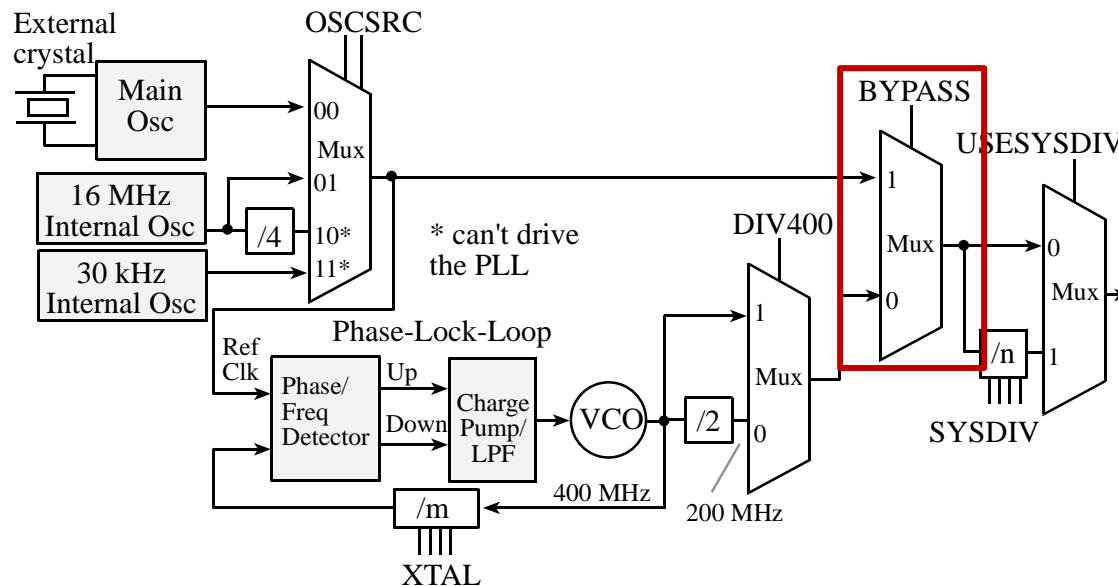 External
crystal
OSCSRC
Main
Osc
00
Mux
01
10*
11*
16 MHz
Internal Osc
/4
30 kHz
Internal Osc
* can't drive
the PLL
BYPASS
1
Mux
0
USESYSDIV
0
Mux
1
/n
SYSDIV
DIV400
1
Mux
0
Phase-Lock-Loop
Ref
Clk
Phase/
Freq
Detector
Up
Down
Charge
Pump/
LPF
VCO
/2
400 MHz
200 MHz
/m
XTAL